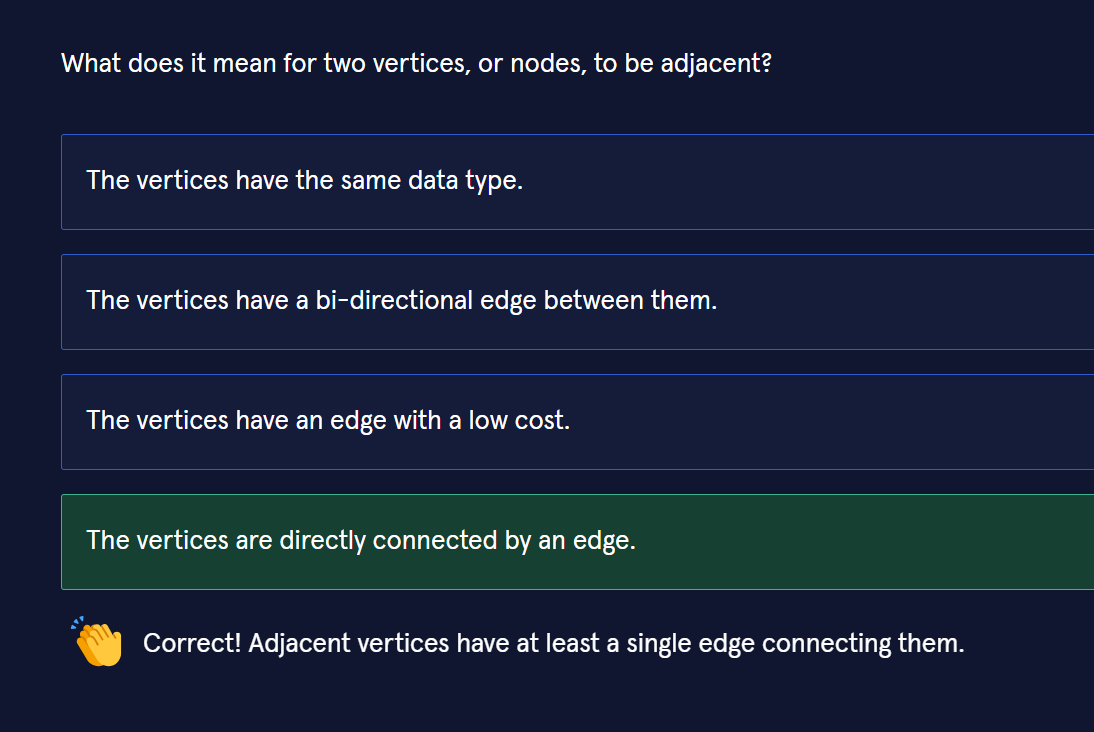 What does it mean for two vertices, or nodes, to be adjacent?
The vertices have the same data type.
The vertices have a bi-directional edge between them.
The vertices have an edge with a low cost.
The vertices are directly connected by an edge.
Correct! Adjacent vertices have at least a single edge connecting them.